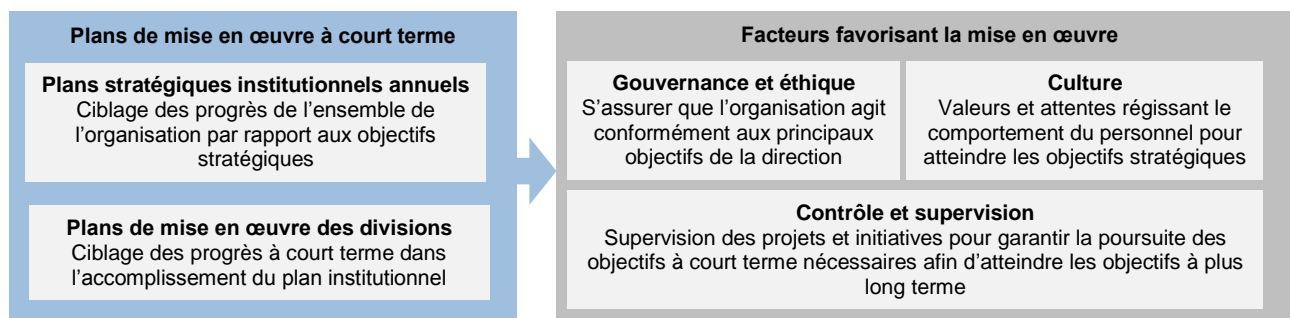 Plans de mise en œuvre à court terme
Plans stratégiques institutionnels annuels
Ciblage des progrès de l’ensemble de
l’organisation par rapport aux objectifs
stratégiques
Plans de mise en œuvre des divisions
Ciblage des progrès à court terme dans
l’accomplissement du plan institutionnel
Facteurs favorisant la mise en œuvre
Gouvernance et éthique
S’assurer que l’organisation agit
conformément aux principaux
objectifs de la direction
Culture
Valeurs et attentes régissant le
comportement du personnel pour
atteindre les objectifs stratégiques
Contrôle et supervision
Supervision des projets et initiatives pour garantir la poursuite des
objectifs à court terme nécessaires afin d’atteindre les objectifs à plus
long terme